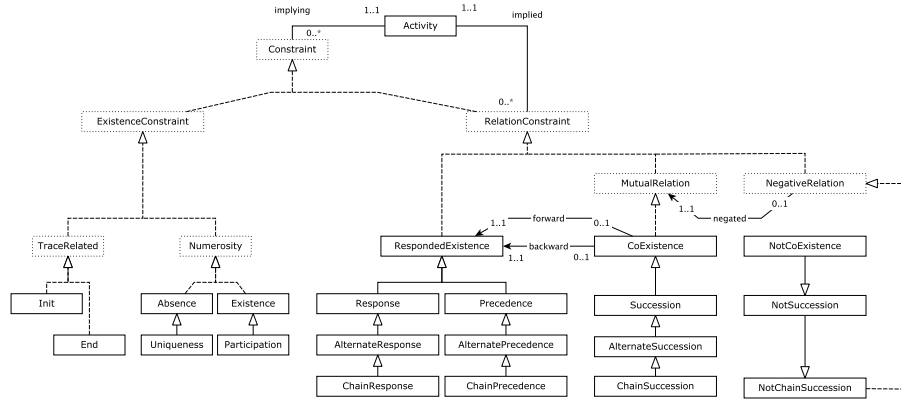 implying
1..1
1..1
implied
Activity
0..*
Constraint
0..*
ExistenceConstraint
RelationConstraint
MutualRelation
NegativeRelation
1..1
0..1
negated
1..1
forward
0..1
TraceRelated
Numerosity
RespondedExistence
backward
CoExistence
NotCoExistence
1..1
0..1
Init
Absence
Existence
Response
Precedence
Succession
NotSuccession
End
Uniqueness
Participation
AlternateResponse
AlternatePrecedence
AlternateSuccession
ChainResponse
ChainPrecedence
ChainSuccession
NotChainSuccession